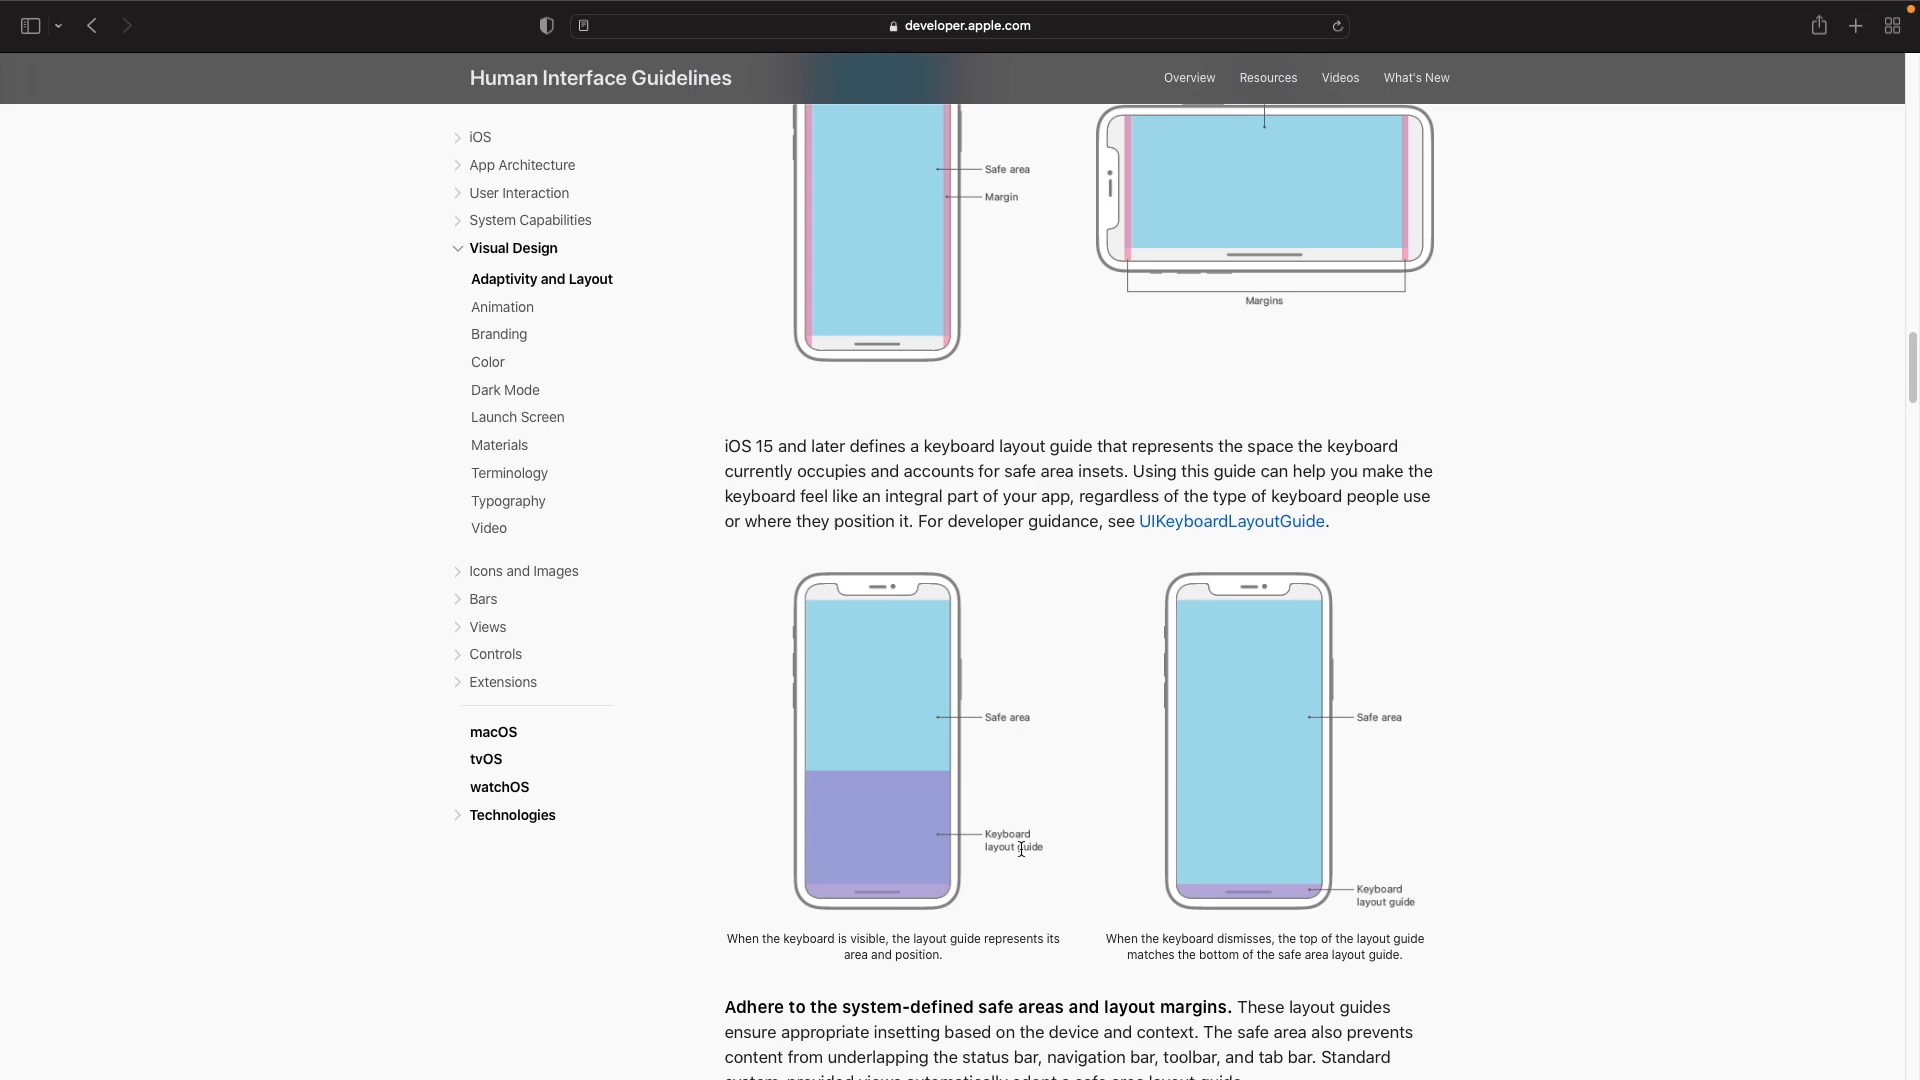 developer.apple.com
Human Interface Guidelines
Overview
Resources
Videos
What's New
iOS
App Architecture
User Interaction
System Capabilities
Visual Design
Adaptivity and Layout
Animation
Branding
Color
Dark Mode
Launch Screen
Materials
Terminology
Typography
Video
Icons and Images
Bars
Views
Controls
Extensions
macOS
tvOS
watchOS
Technologies
Safe area
Margin
Margins
iOS 15 and later defines a keyboard layout guide that represents the space the keyboard
currently occupies and accounts for safe area insets. Using this guide can help you make the
keyboard feel like an integral part of your app, regardless of the type of keyboard people use
or where they position it. For developer guidance, see UIKeyboardLayoutGuide.
Safe area
Keyboard
layout guide
Safe area
Keyboard
layout guide
When the keyboard is visible, the layout guide represents its
area and position.
When the keyboard dismisses, the top of the layout guide
matches the bottom of the safe area layout guide.
Adhere to the system-defined safe areas and layout margins. These layout guides
ensure appropriate insetting based on the device and context. The safe area also prevents
content from underlapping the status bar, navigation bar, toolbar, and tab bar. Standard
system-provided views automatically adopt a safe area layout guide.